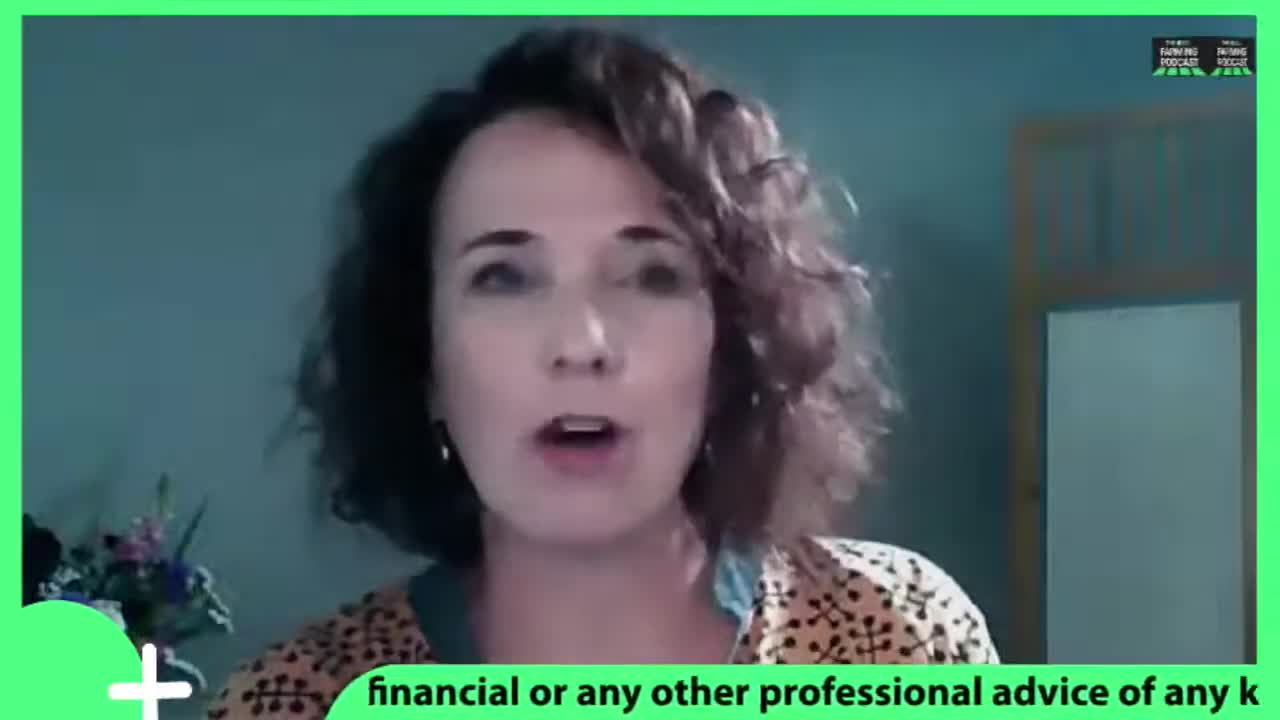 FARMING
PODCAST
FARMING
PODCAST
financial or any other professional advice of any k